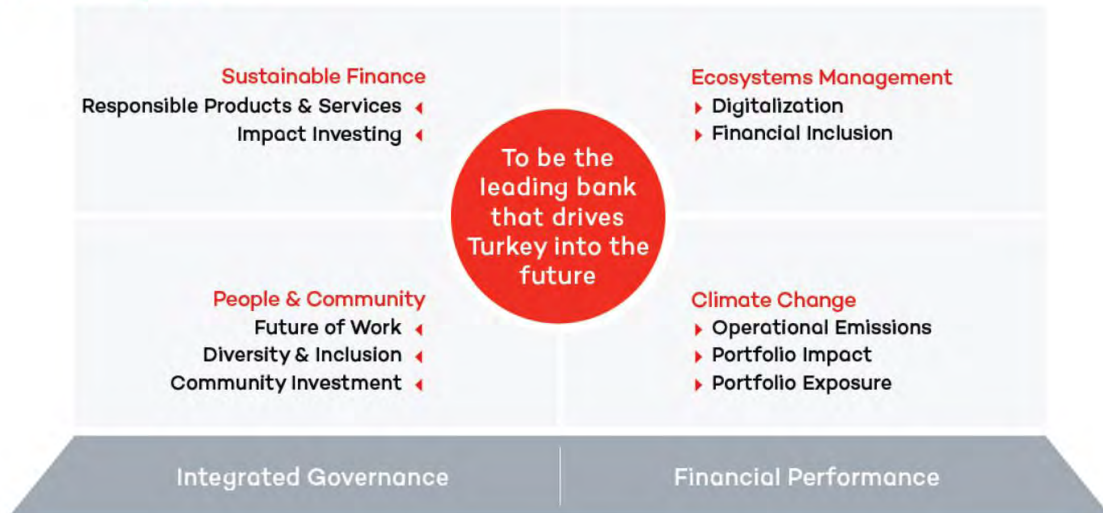 Sustainable Finance
Responsible Products & Services
Impact Investing
Ecosystems Management
Digitalization
Financial Inclusion
To be the
leading bank
that drives
Turkey into the
future
People & Community
Future of Work
Diversity & Inclusion
Community Investment
Climate Change
Operational Emissions
Portfolio Impact
Portfolio Exposure
Integrated Governance
Financial Performance